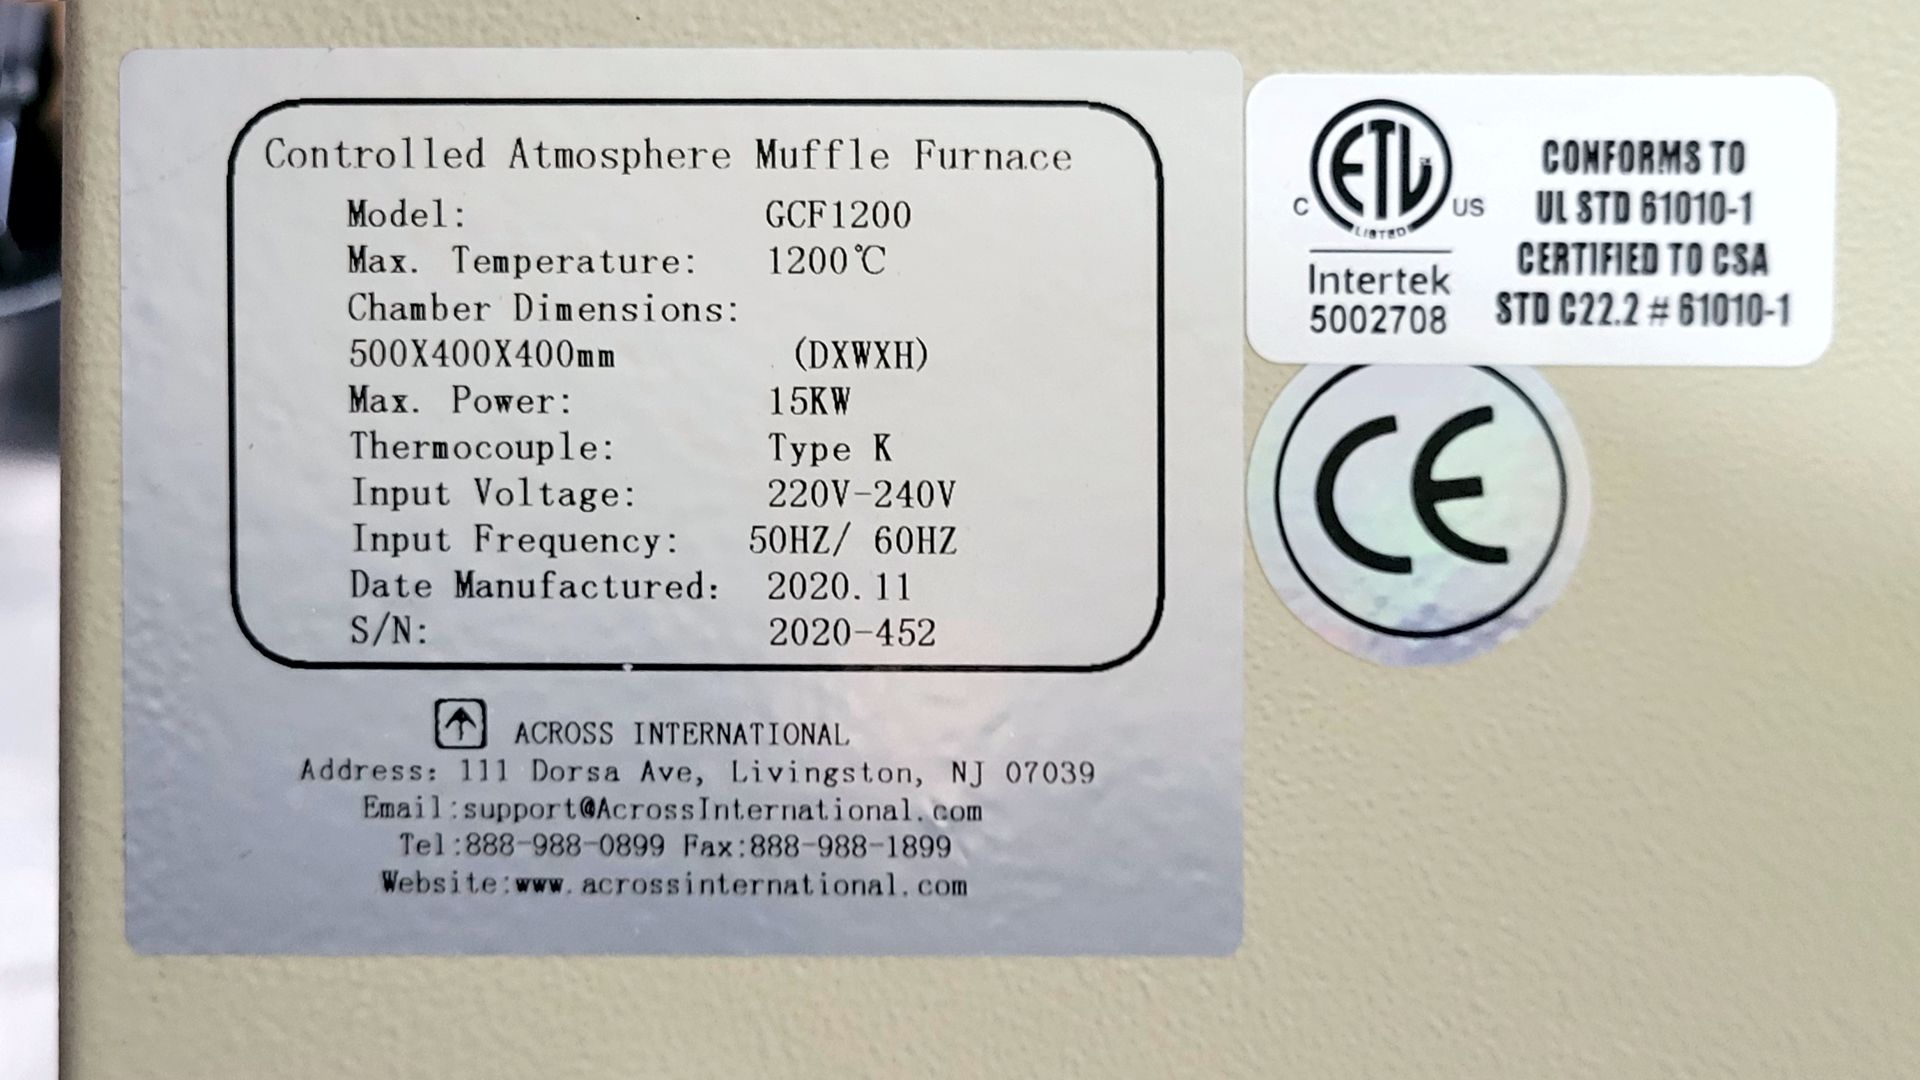 Controlled Atmosphere Muffle Furnace
Model: GCF1200
Max. Temperature: 1200℃
Chamber Dimensions:
500X400X400mm (DXWXH)
Max. Power: 15KW
Thermocouple: Type K
Input Voltage: 220V-240V
Input Frequency: 50HZ/ 60HZ
Date Manufactured: 2020.11
S/N: 2020-452
ACROSS INTERNATIONAL
Address: 111 Dorsa Ave, Livingston, NJ 07039
Email:support@AcrossInternational.com
Tel:888-988-0899 Fax:888-988-1899
Website:www.acrossinternational.com
ETL
C US
LISTED
Intertek
5002708
CONFORMS TO
UL STD 61010-1
CERTIFIED TO CSA
STD C22.2 # 61010-1
CE